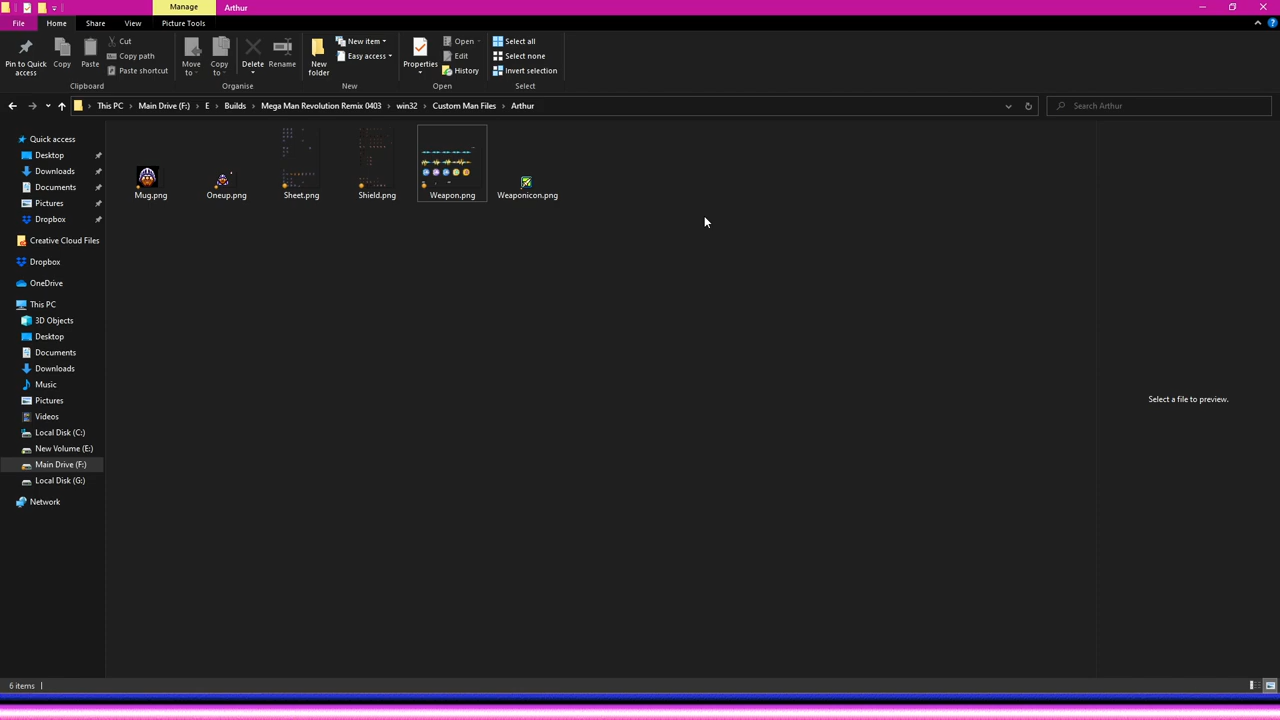 Manage
Arthur
File
Home
Share
View
Picture Tools
Pin to Quick access
Copy
Paste
Cut
Copy path
Paste shortcut
Clipboard
Move to
Copy to
Delete
Rename
Organise
New folder
New item
Easy access
New
Properties
Open
Edit
History
Open
Select all
Select none
Invert selection
Select
This PC
Main Drive (F:)
E
Builds
Mega Man Revolution Remix 0403
win32
Custom Man Files
Arthur
Search Arthur
Quick access
Desktop
Downloads
Documents
Pictures
Dropbox
Creative Cloud Files
Dropbox
OneDrive
This PC
3D Objects
Desktop
Documents
Downloads
Music
Pictures
Videos
Local Disk (C:)
New Volume (E:)
Main Drive (F:)
Local Disk (G:)
Network
Mug.png
Oneup.png
Sheet.png
Shield.png
Weapon.png
Weaponicon.png
Select a file to preview.
6 items